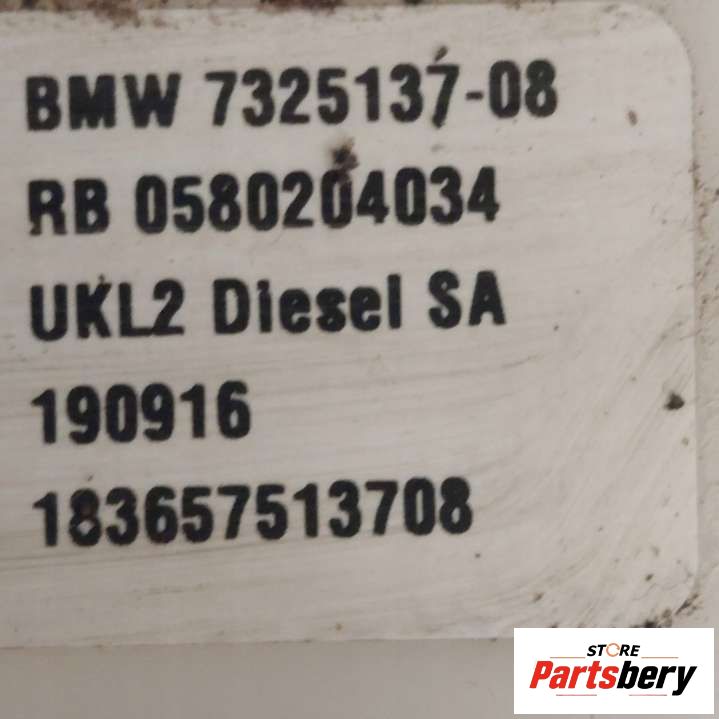 BMW 7325137-08
RB 0580204034
UKL2 Diesel SA
190916
183657513708
STORE
Partsbery